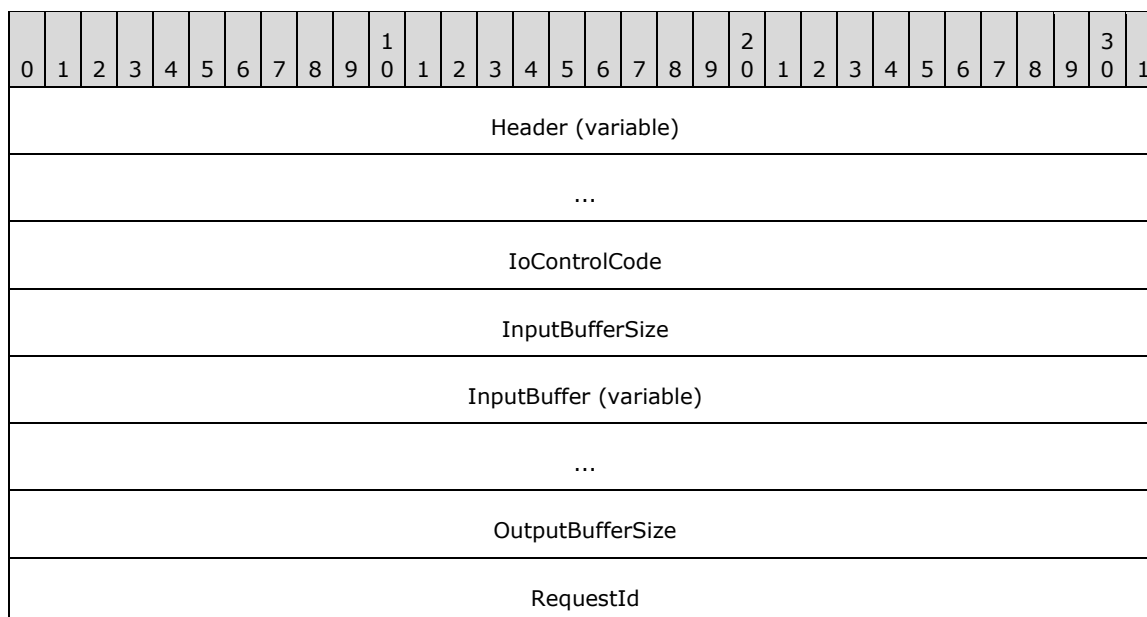 1 2 3
0 1 2 3 4 5 6 7 8 9 0 1 2 3 4 5 6 7 8 9 0 1 2 3 4 5 6 7 8 9 0 1
Header (variable)
...
IoControlCode
InputBufferSize
InputBuffer (variable)
...
OutputBufferSize
RequestId